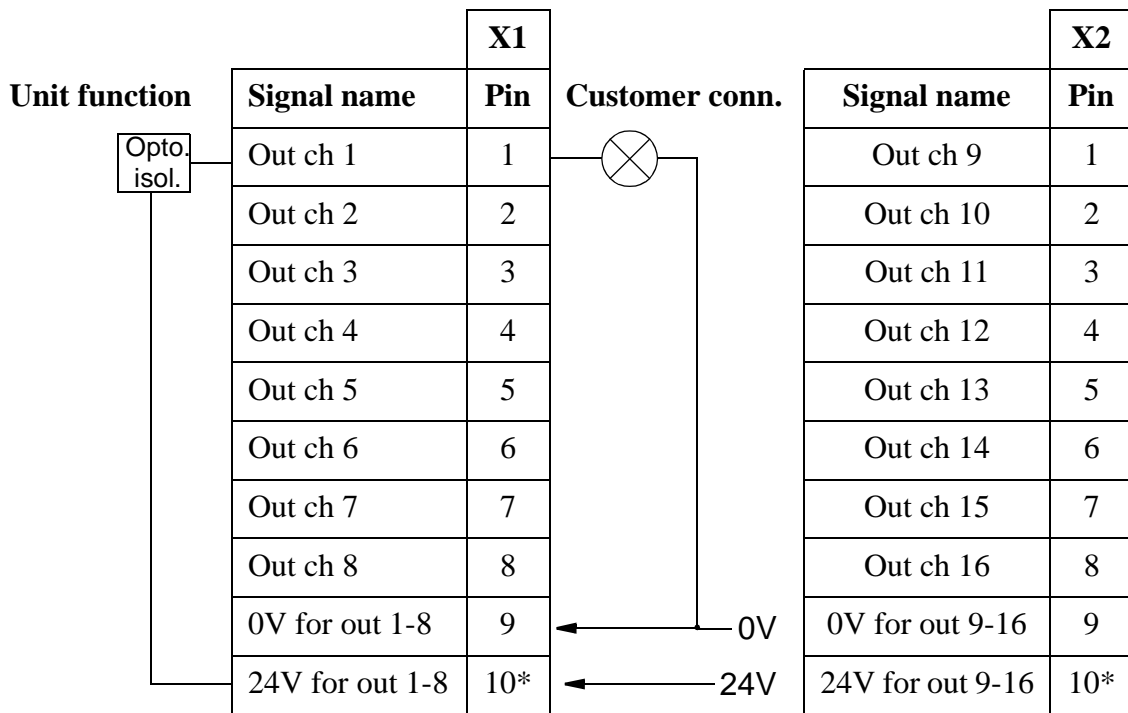 X1 X2
Unit function Signal name Pin Customer conn. Signal name Pin
Opto. isol. Out ch 1 1 Out ch 9 1
Out ch 2 2 Out ch 10 2
Out ch 3 3 Out ch 11 3
Out ch 4 4 Out ch 12 4
Out ch 5 5 Out ch 13 5
Out ch 6 6 Out ch 14 6
Out ch 7 7 Out ch 15 7
Out ch 8 8 Out ch 16 8
0V for out 1-8 9 0V 0V for out 9-16 9
24V for out 1-8 10* 24V 24V for out 9-16 10*